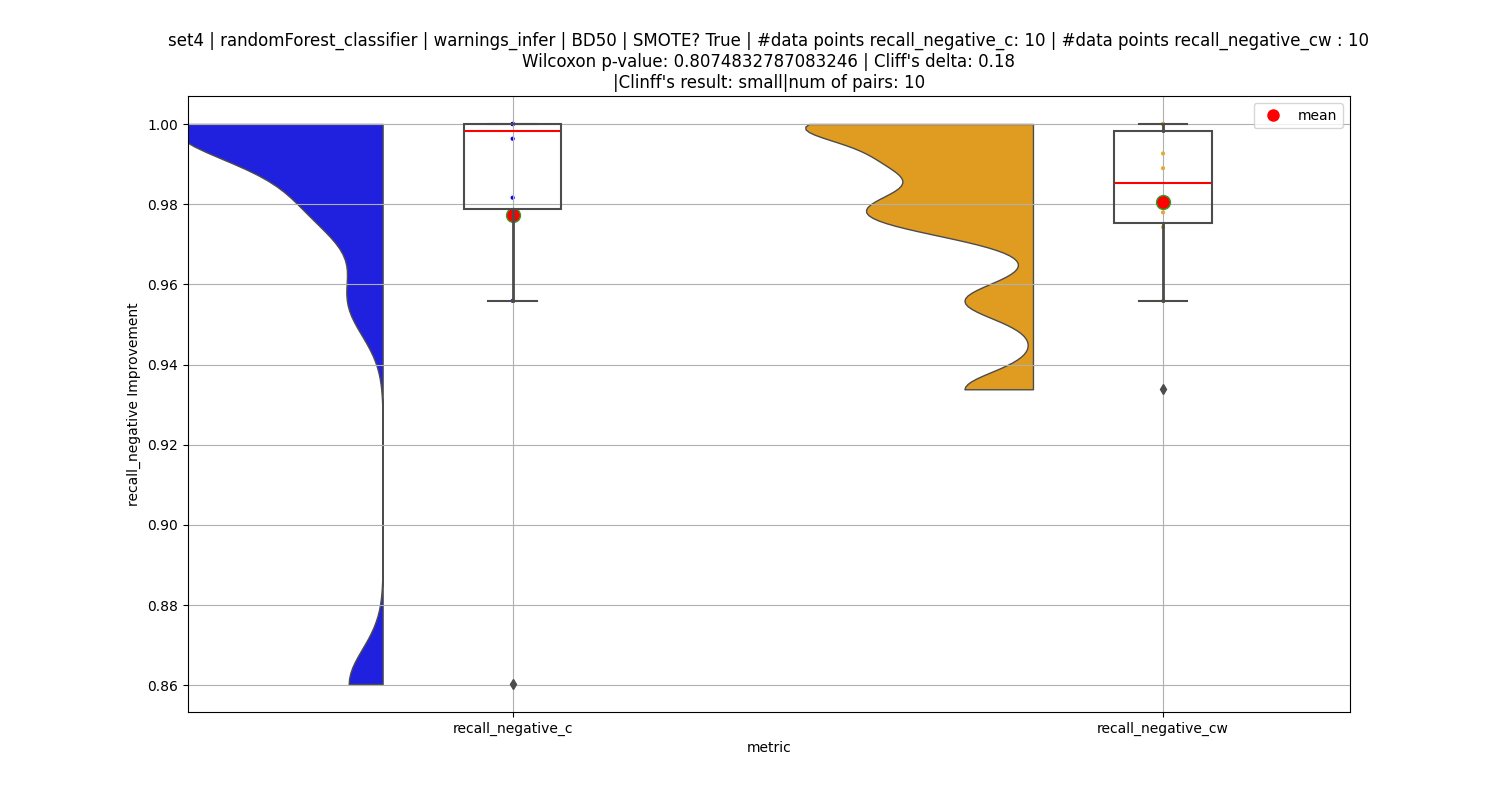 set4 | randomForest_classifier | warnings_infer | BD50 | SMOTE? True | #data points recall_negative_c: 10 | #data points recall_negative_cw : 10
Wilcoxon p-value: 0.8074832787083246 | Cliff's delta: 0.18
|Clinff's result: small|num of pairs: 10
mean
1.00
0.98
0.96
0.94
0.92
0.90
0.88
0.86
recall_negative Improvement
recall_negative_c
recall_negative_cw
metric